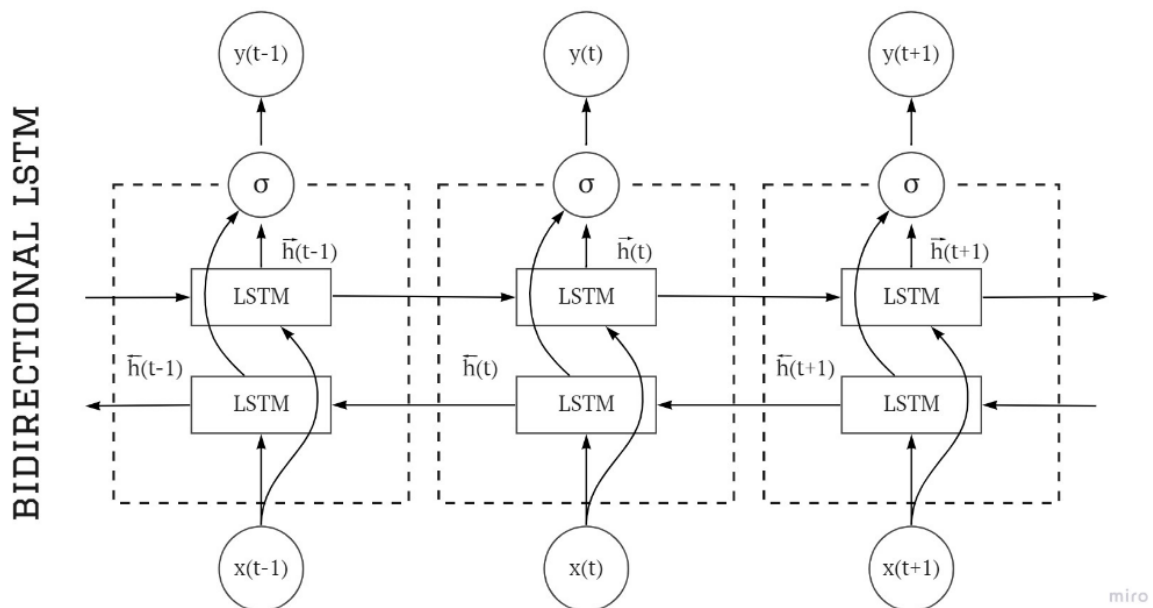 BIDIRECTIONAL LSTM
y(t-1) y(t) y(t+1)
σ σ σ
h⃗(t-1) h⃗(t) h⃗(t+1)
LSTM LSTM LSTM
h⃖(t-1) h⃖(t) h⃖(t+1)
LSTM LSTM LSTM
x(t-1) x(t) x(t+1)
miro